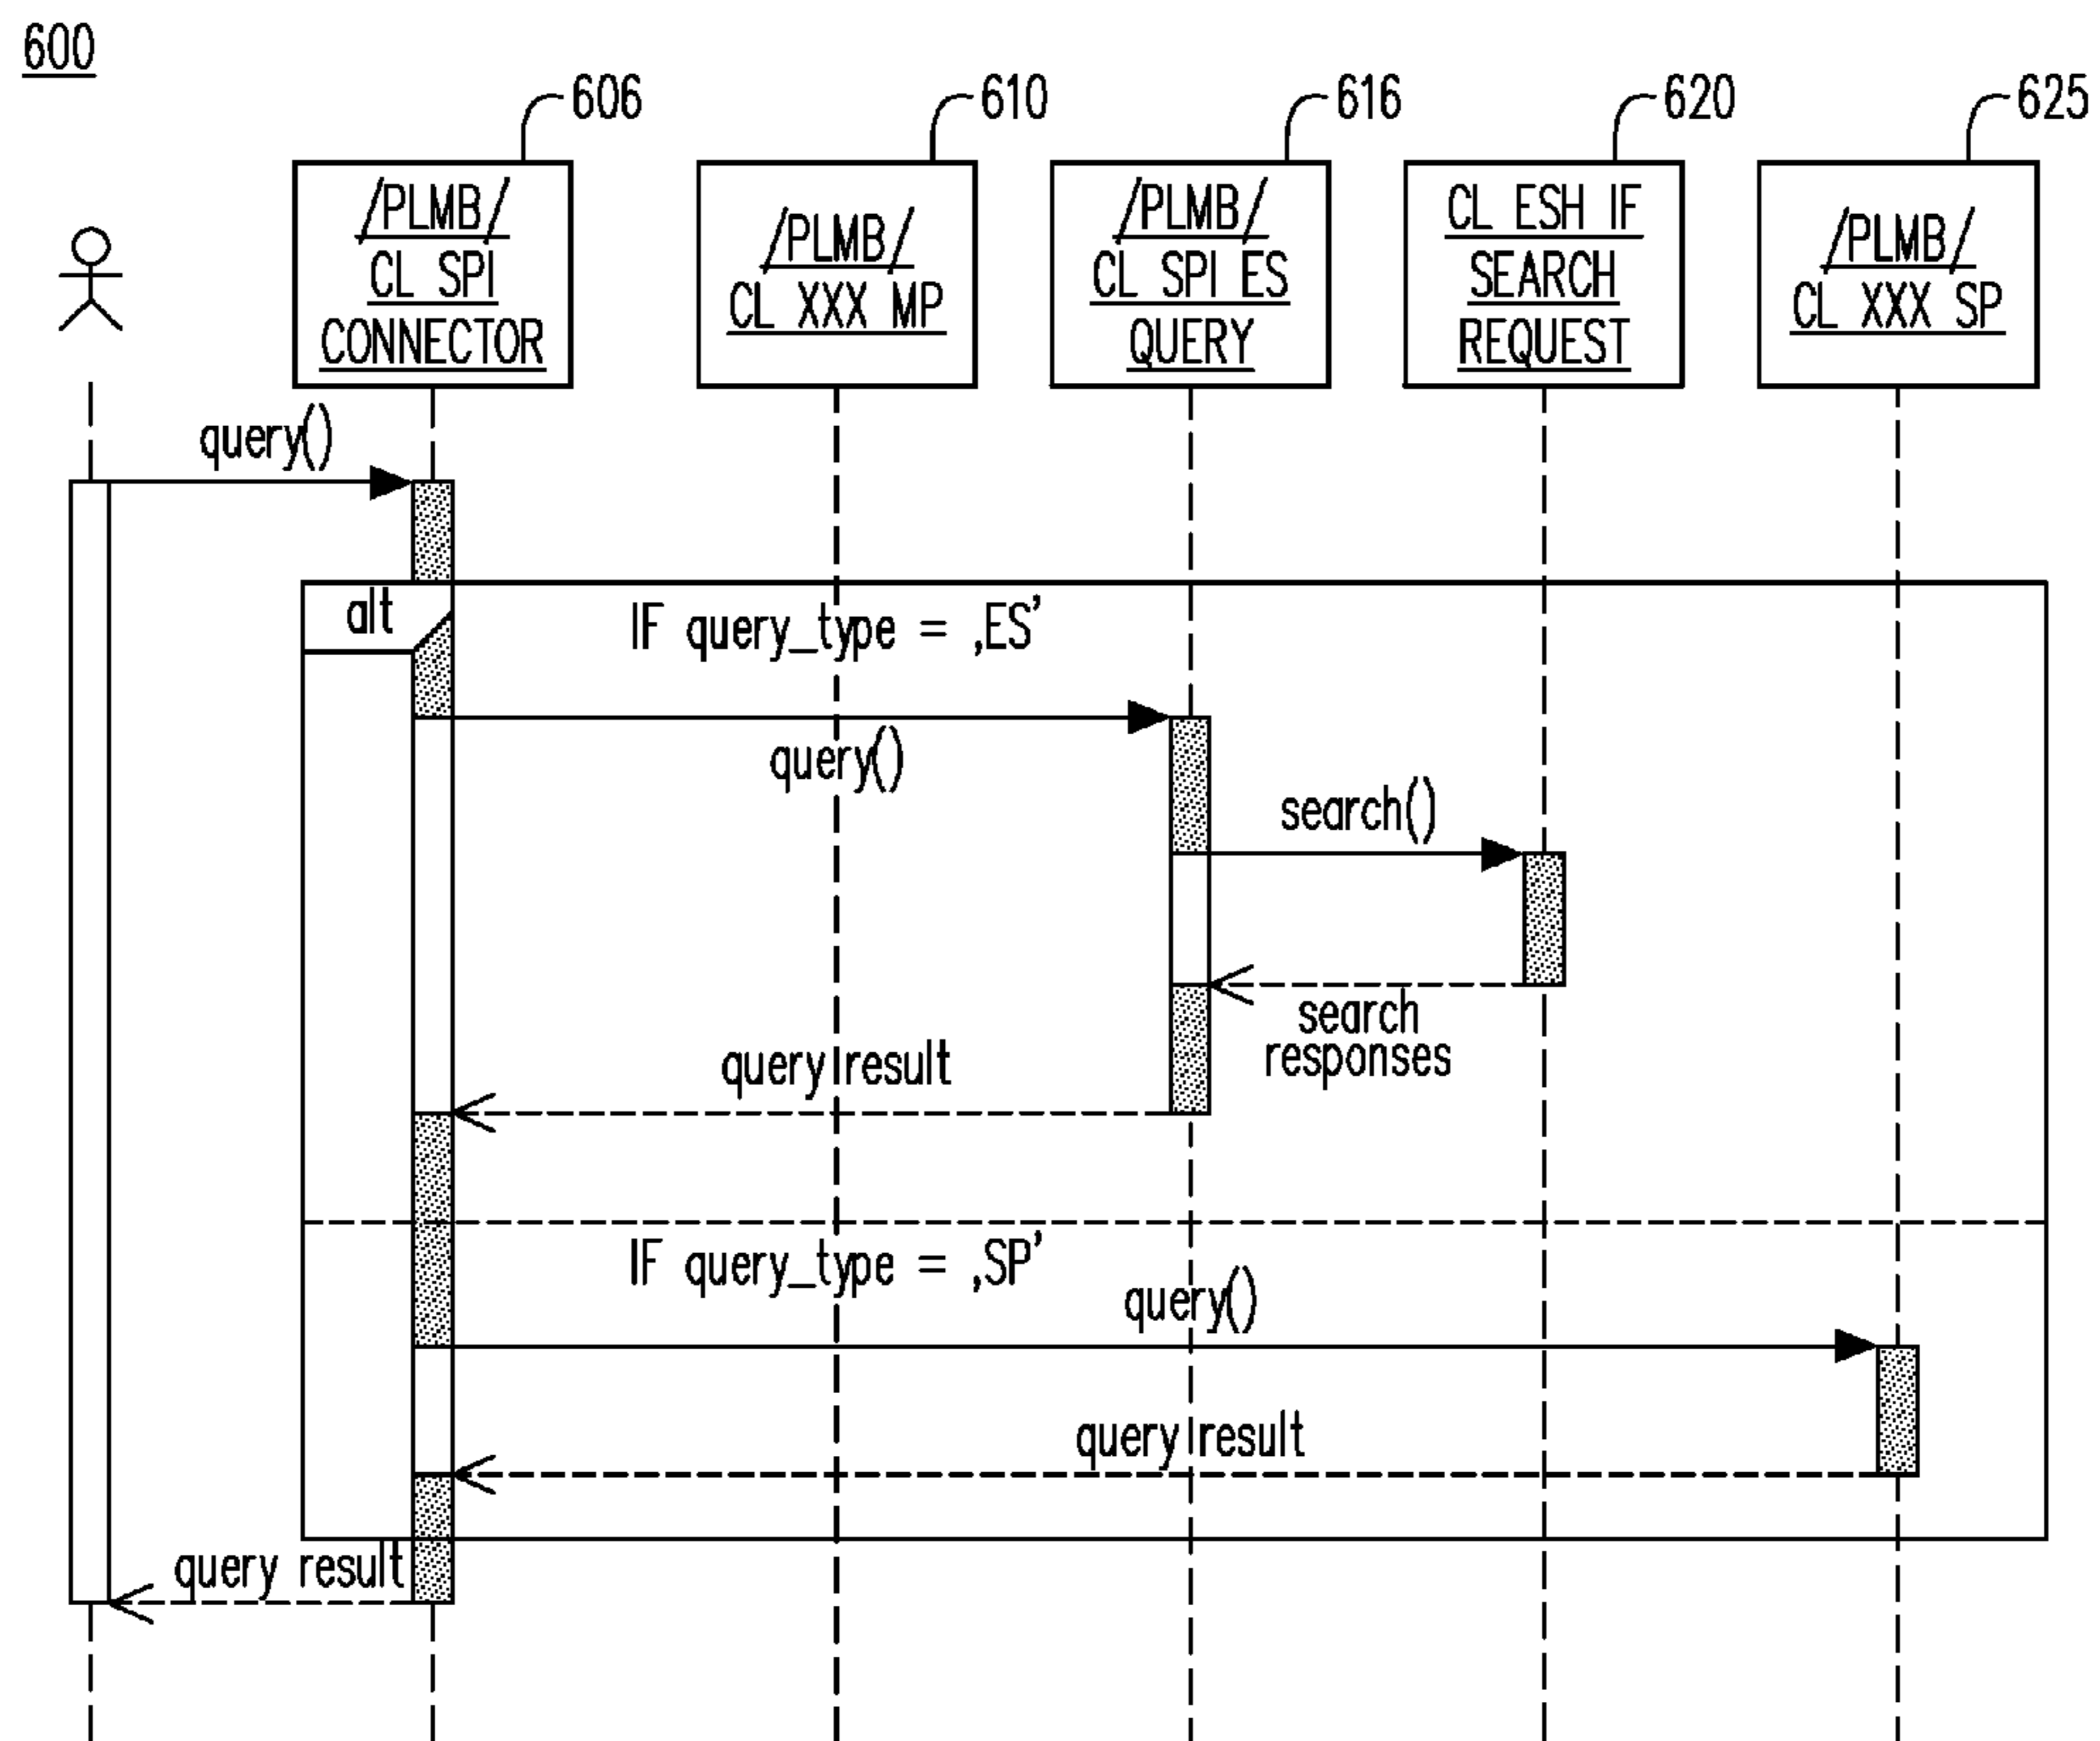 600
606
610
616
620
625
/PLMB/
CL SPI
CONNECTOR
/PLMB/
CL XXX MP
/PLMB/
CL SPI ES
QUERY
CL ESH IF
SEARCH
REQUEST
/PLMB/
CL XXX SP
query()
alt
IF query_type = ,ES'
query()
search()
search
responses
query result
IF query_type = ,SP'
query()
query result
query result